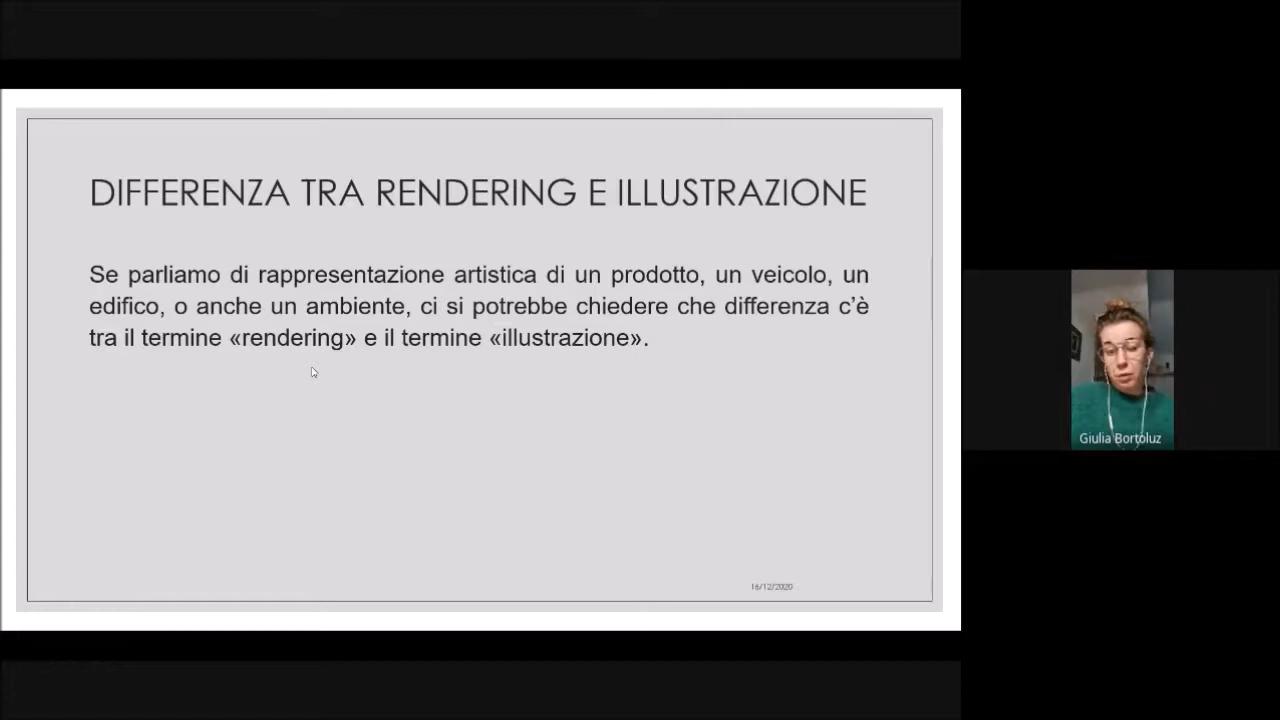 DIFFERENZA TRA RENDERING E ILLUSTRAZIONE
Se parliamo di rappresentazione artistica di un prodotto, un veicolo, un
edifico, o anche un ambiente, ci si potrebbe chiedere che differenza c’è
tra il termine «rendering» e il termine «illustrazione».
16/12/2020
Giulia Bortoluz